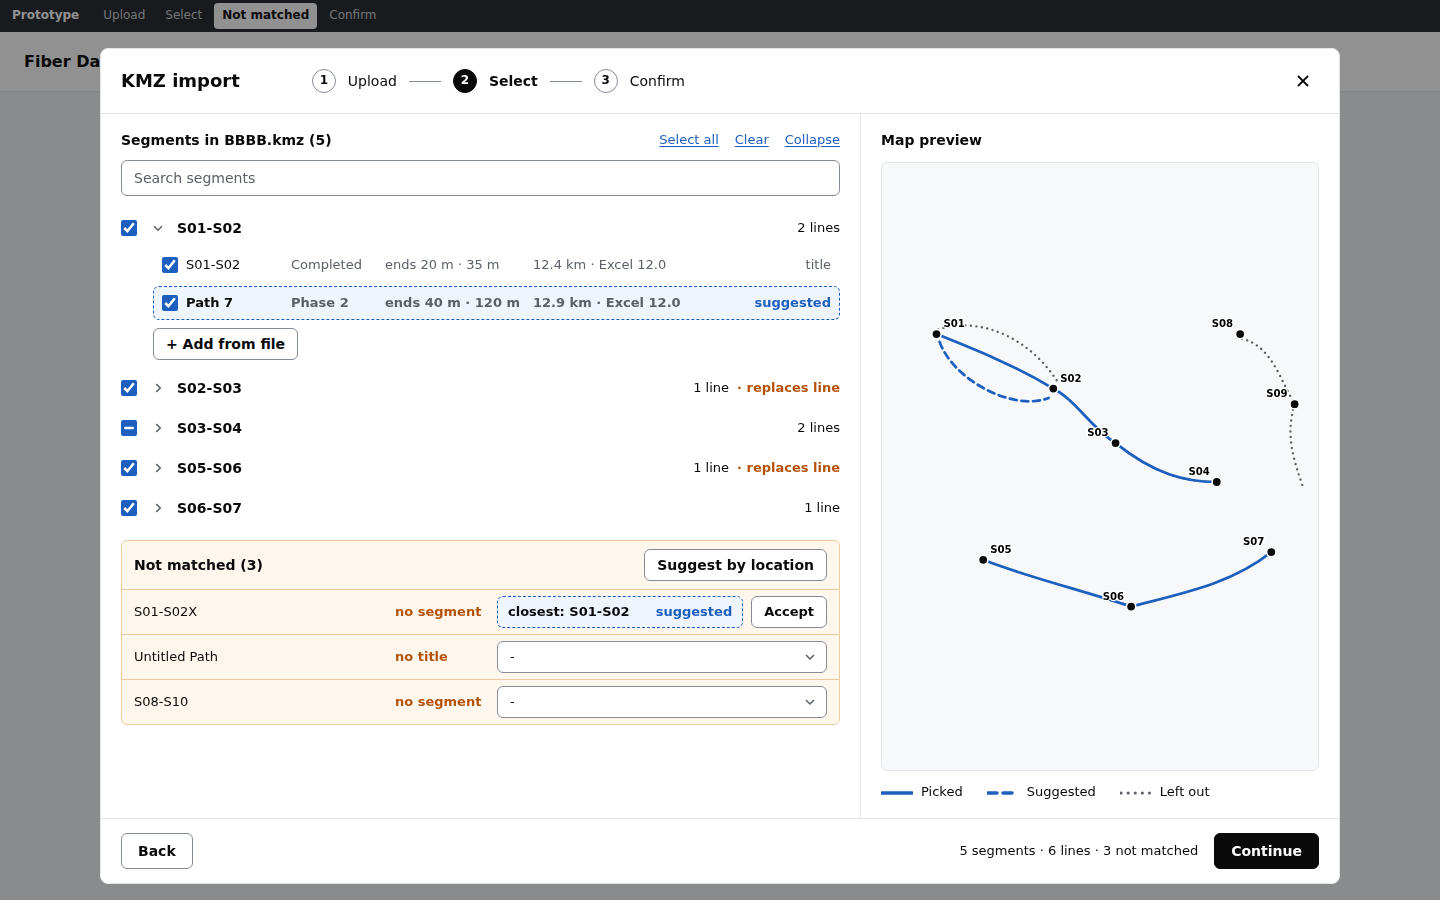 Prototype Upload Select Not matched Confirm
Fiber Da
KMZ import 1 Upload 2 Select 3 Confirm
Segments in BBBB.kmz (5) Select all Clear Collapse
Search segments
S01-S02 2 lines
S01-S02 Completed ends 20 m · 35 m 12.4 km · Excel 12.0 title
Path 7 Phase 2 ends 40 m · 120 m 12.9 km · Excel 12.0 suggested
+ Add from file
S02-S03 1 line · replaces line
S03-S04 2 lines
S05-S06 1 line · replaces line
S06-S07 1 line
Not matched (3) Suggest by location
S01-S02X no segment closest: S01-S02 suggested Accept
Untitled Path no title -
S08-S10 no segment -
Map preview
S01
S08
S02
S09
S03
S04
S05
S07
S06
Picked Suggested Left out
Back 5 segments · 6 lines · 3 not matched Continue